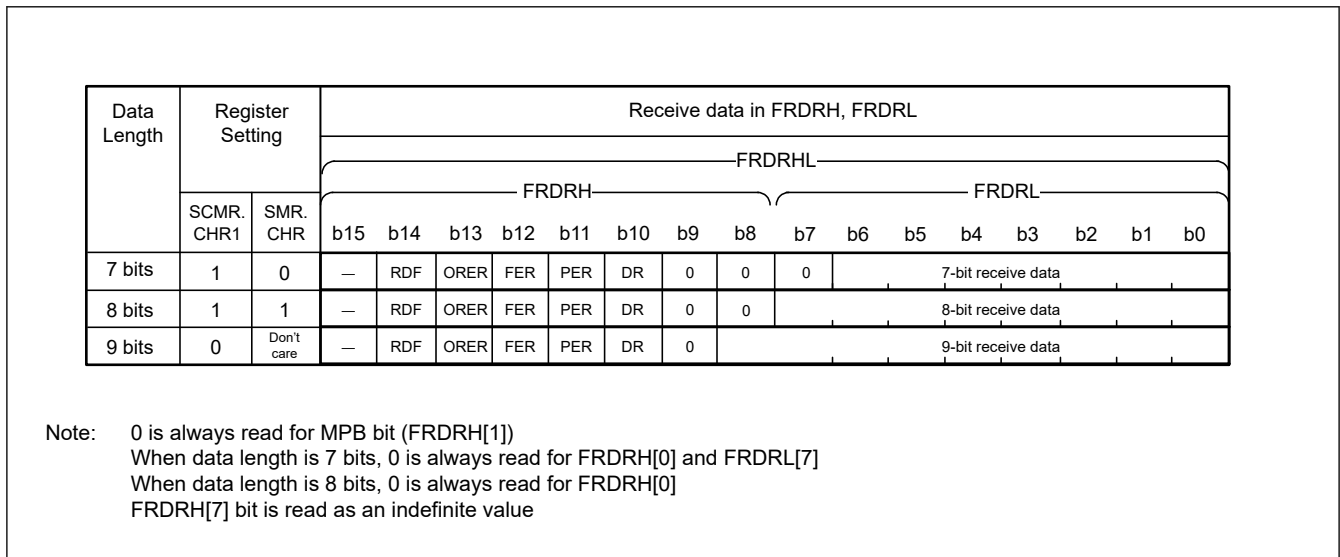 Data Length Register Setting Receive data in FRDRH, FRDRL
FRDRHL
FRDRH FRDRL
SCMR. CHR1 SMR. CHR b15 b14 b13 b12 b11 b10 b9 b8 b7 b6 b5 b4 b3 b2 b1 b0
7 bits 1 0 — RDF ORER FER PER DR 0 0 0 7-bit receive data
8 bits 1 1 — RDF ORER FER PER DR 0 0 8-bit receive data
9 bits 0 Don't care — RDF ORER FER PER DR 0 9-bit receive data
Note: 0 is always read for MPB bit (FRDRH[1])
When data length is 7 bits, 0 is always read for FRDRH[0] and FRDRL[7]
When data length is 8 bits, 0 is always read for FRDRH[0]
FRDRH[7] bit is read as an indefinite value